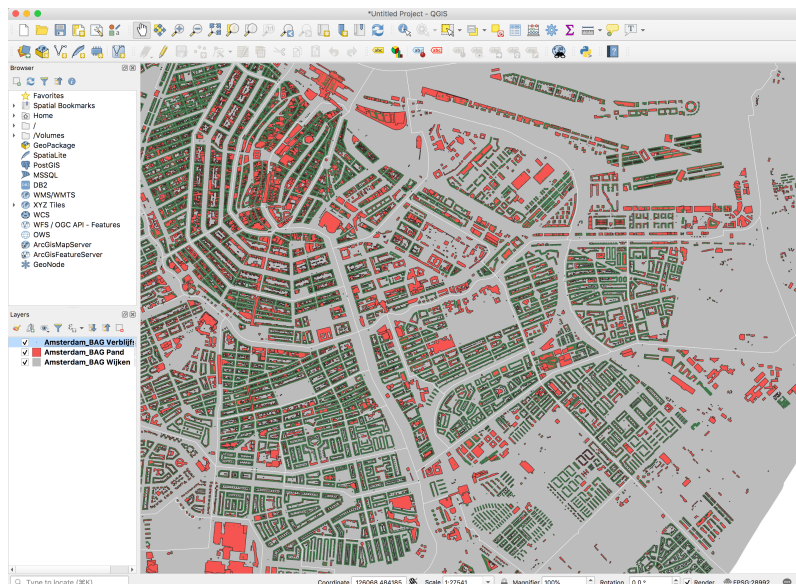 *Untitled Project - QGIS
Browser
Favorites
Spatial Bookmarks
Home
/
/Volumes
GeoPackage
SpatiaLite
PostGIS
MSSQL
DB2
WMS/WMTS
XYZ Tiles
WCS
WFS / OGC API - Features
OWS
ArcGisMapServer
ArcGisFeatureServer
GeoNode
Layers
Amsterdam_BAG Verblijfs
Amsterdam_BAG Pand
Amsterdam_BAG Wijken
Type to locate (⌘K)
Coordinate 126068,484185 Scale 1:27541 Magnifier 100% Rotation 0,0 ° Render EPSG:28992